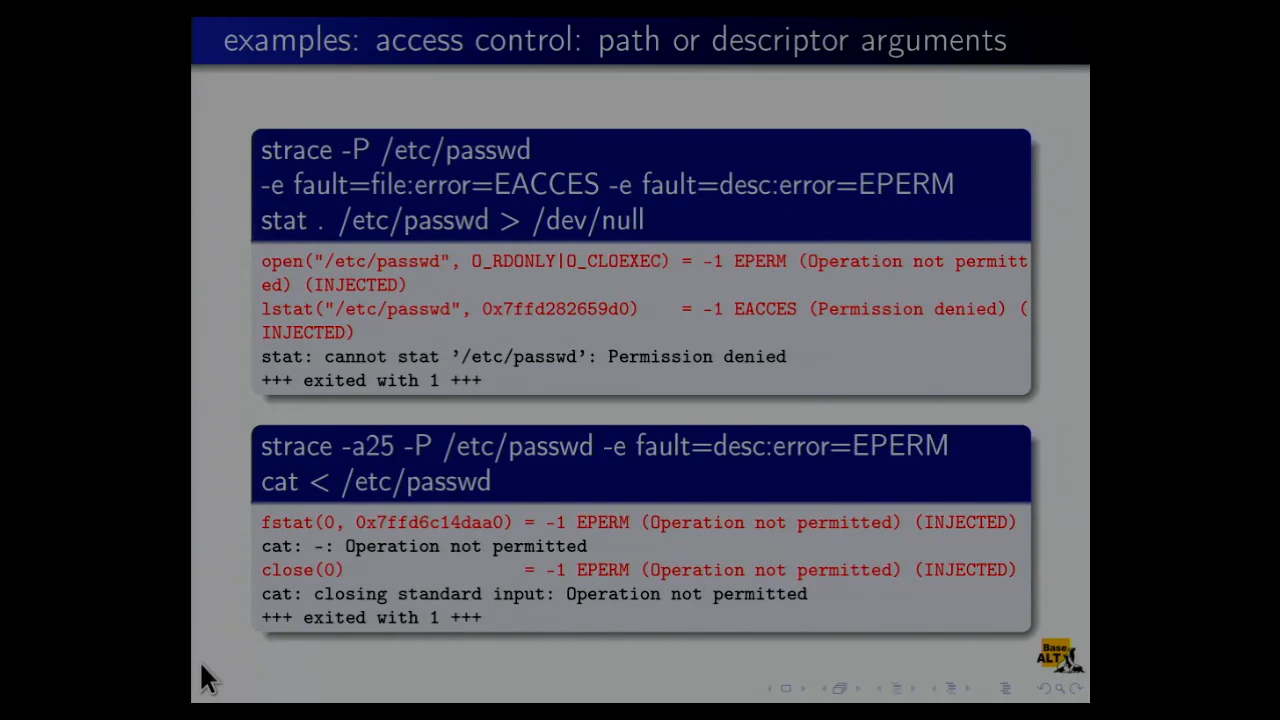 examples: access control: path or descriptor arguments
strace -P /etc/passwd
-e fault=file:error=EACCES -e fault=desc:error=EPERM
stat . /etc/passwd > /dev/null
open("/etc/passwd", O_RDONLY|O_CLOEXEC) = -1 EPERM (Operation not permitt
ed) (INJECTED)
lstat("/etc/passwd", 0x7ffd282659d0)    = -1 EACCES (Permission denied) (
INJECTED)
stat: cannot stat ’/etc/passwd’: Permission denied
+++ exited with 1 +++
strace -a25 -P /etc/passwd -e fault=desc:error=EPERM
cat < /etc/passwd
fstat(0, 0x7ffd6c14daa0) = -1 EPERM (Operation not permitted) (INJECTED)
cat: -: Operation not permitted
close(0)                 = -1 EPERM (Operation not permitted) (INJECTED)
cat: closing standard input: Operation not permitted
+++ exited with 1 +++
Base
ALT